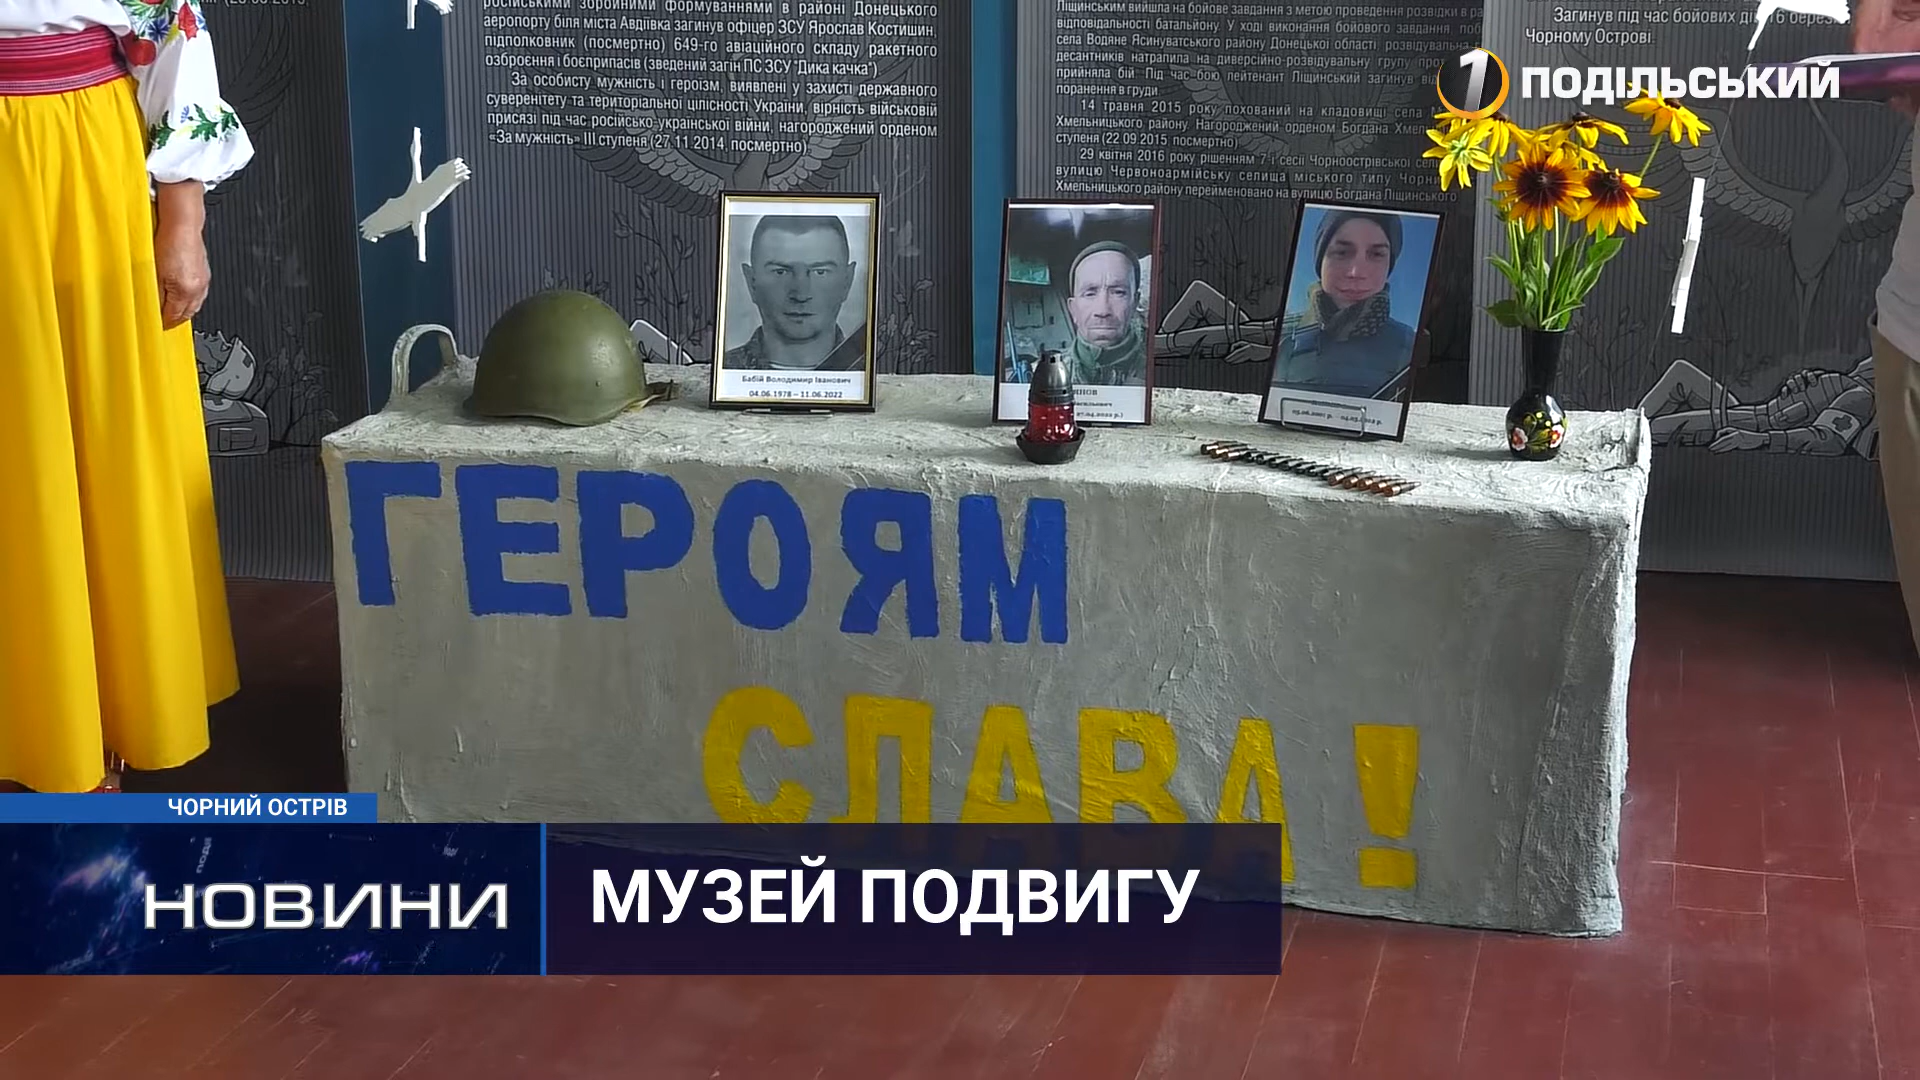 російськими збройними формуваннями в районі Донецького
аеропорту біля міста Авдіївка загинув офіцер ЗСУ Ярослав Костишин,
підполковник (посмертно) 649-го авіаційного складу ракетного
озброєння і боєприпасів (зведений загін ПС ЗСУ "Дика качка")
За особисту мужність і героїзм, виявлені у захисті державного
суверенітету та територіальної цілісності України, вірність військовій
присязі під час російсько-української війни, нагороджений орденом
«За мужність» ІІІ ступеня (27.11.2014, посмертно)
Ліщинським вийшла на бойове завдання з метою проведення розвідки в
відповідальності батальйону. У ході виконання бойового завдання,
села Водяне Ясинуватського району Донецької області, розвідувальна
десантників натрапила на диверсійно-розвідувальну групу
прийняла бій. Під час бою лейтенант Ліщинський загинув від
поранення в груди.
14 травня 2015 року похований на кладовищі села
Хмельницького району. Нагороджений орденом Богдана
ступеня (22.09.2015, посмертно)
29 квітня 2016 року рішенням 7-ї сесії Чорноострівської
вулицю Червоноармійську селища міського типу
Хмельницького району перейменовано на вулицю Богдана Ліщинського
Загинув під час бойових дій 16
Чорному Острові.
1 ПОДІЛЬСЬКИЙ
Бабій Володимир Іванович
04.06.1978 – 11.06.2022
ГЕРОЯМ
СЛАВА!
ЧОРНИЙ ОСТРІВ
НОВИНИ
МУЗЕЙ ПОДВИГУ